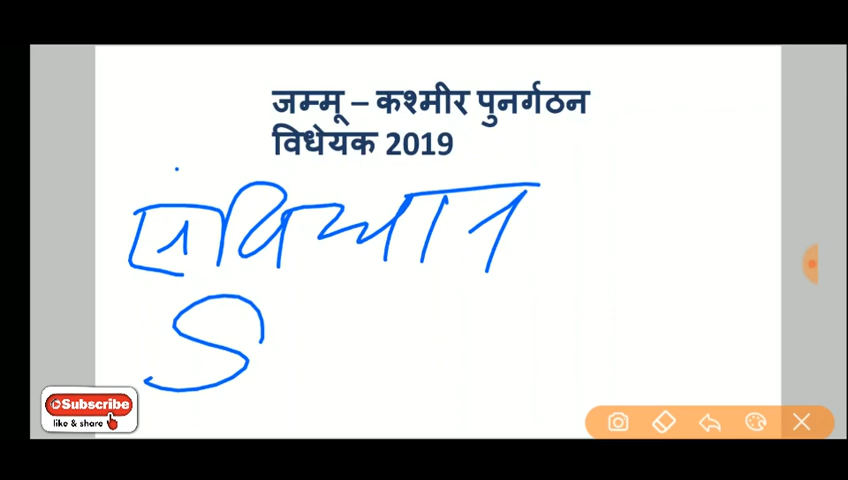 जम्मू – कश्मीर पुनर्गठन
विधेयक 2019
संविधान
S
Subscribe
like & share